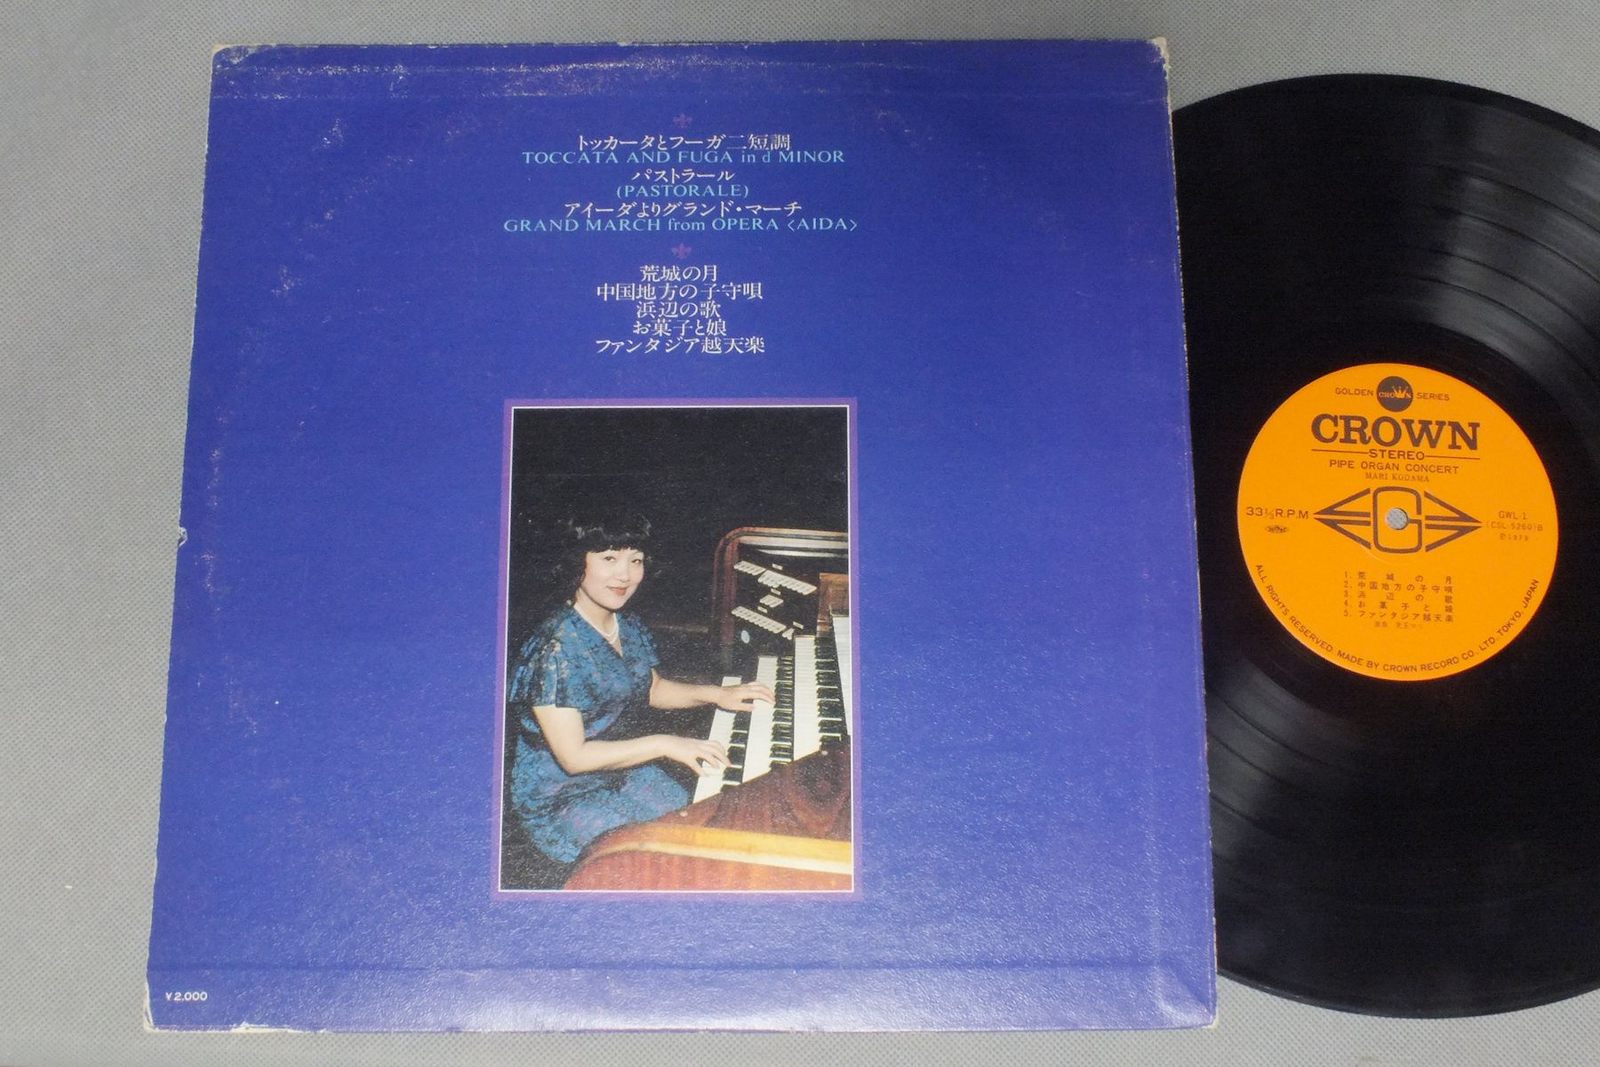 トッカータとフーガ二短調
TOCCATA AND FUGA in d MINOR
パストラール
(PASTORALE)
アイーダよりグランド・マーチ
GRAND MARCH from OPERA 〈AIDA〉
荒城の月
中国地方の子守唄
浜辺の歌
お菓子と娘
ファンタジア越天楽
¥2,000
GOLDEN CROWN SERIES
CROWN
STEREO
PIPE ORGAN CONCERT
MARI KODAMA
33⅓R.P.M
GWL-1
(CSL-5260)B
Ⓟ1979
1. 荒城の月
2. 中国地方の子守唄
3. 浜辺の歌
4. お菓子と娘
5. ファンタジア越天楽
ALL RIGHTS RESERVED. MADE BY CROWN RECORD CO., LTD. TOKYO, JAPAN